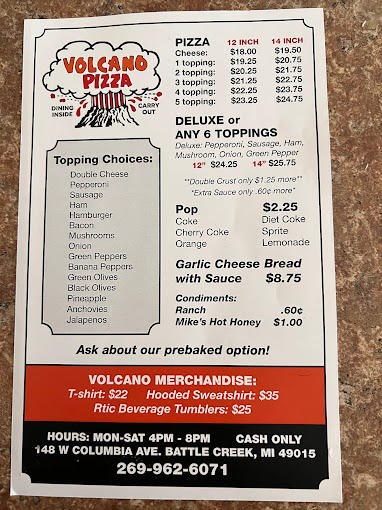 VOLCANO
PIZZA
DINING INSIDE
CARRY OUT
Topping Choices:
Double Cheese
Pepperoni
Sausage
Ham
Hamburger
Bacon
Mushrooms
Onion
Green Peppers
Banana Peppers
Green Olives
Black Olives
Pineapple
Anchovies
Jalapenos
PIZZA 12 INCH 14 INCH
Cheese: $18.00 $19.50
1 topping: $19.25 $20.75
2 topping: $20.25 $21.75
3 topping: $21.25 $22.75
4 topping: $22.25 $23.75
5 topping: $23.25 $24.75
DELUXE or
ANY 6 TOPPINGS
Deluxe: Pepperoni, Sausage, Ham,
Mushroom, Onion, Green Pepper
12" $24.25 14" $25.75
**Double Crust only $1.25 more**
*Extra Sauce only .60¢ more*
Pop $2.25
Coke Diet Coke
Cherry Coke Sprite
Orange Lemonade
Garlic Cheese Bread
with Sauce $8.75
Condiments:
Ranch .60¢
Mike's Hot Honey $1.00
Ask about our prebaked option!
VOLCANO MERCHANDISE:
T-shirt: $22 Hooded Sweatshirt: $35
Rtic Beverage Tumblers: $25
HOURS: MON-SAT 4PM - 8PM CASH ONLY
148 W COLUMBIA AVE. BATTLE CREEK, MI 49015
269-962-6071